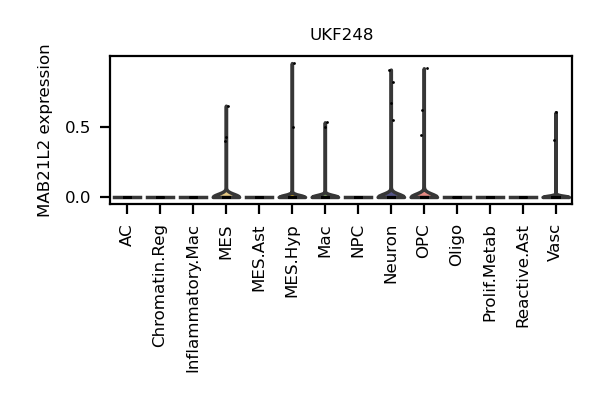 UKF248
MAB21L2 expression
0.5
0.0
AC
Chromatin.Reg
Inflammatory.Mac
MES
MES.Ast
MES.Hyp
Mac
NPC
Neuron
OPC
Oligo
Prolif.Metab
Reactive.Ast
Vasc